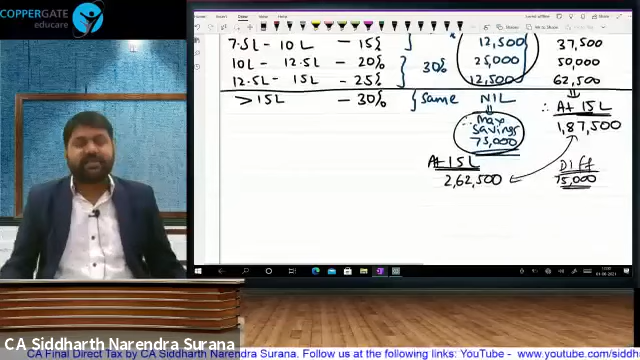 COPPERGATE
educare
7.5L - 10L - 15% 12,500 37,500
10L - 12.5L - 20% } 30% 25,000 50,000
12.5L - 15L - 25% 12,500 62,500
> 15L - 30% } Same NIL ∴ At 15L
∴ Max Savings 75,000
1,87,500
At 15L Diff
2,62,500 75,000
CA Siddharth Narendra Surana
CA Final Direct Tax by CA Siddharth Narendra Surana. Follow us at the following links: YouTube - https://www.youtube.com/siddh